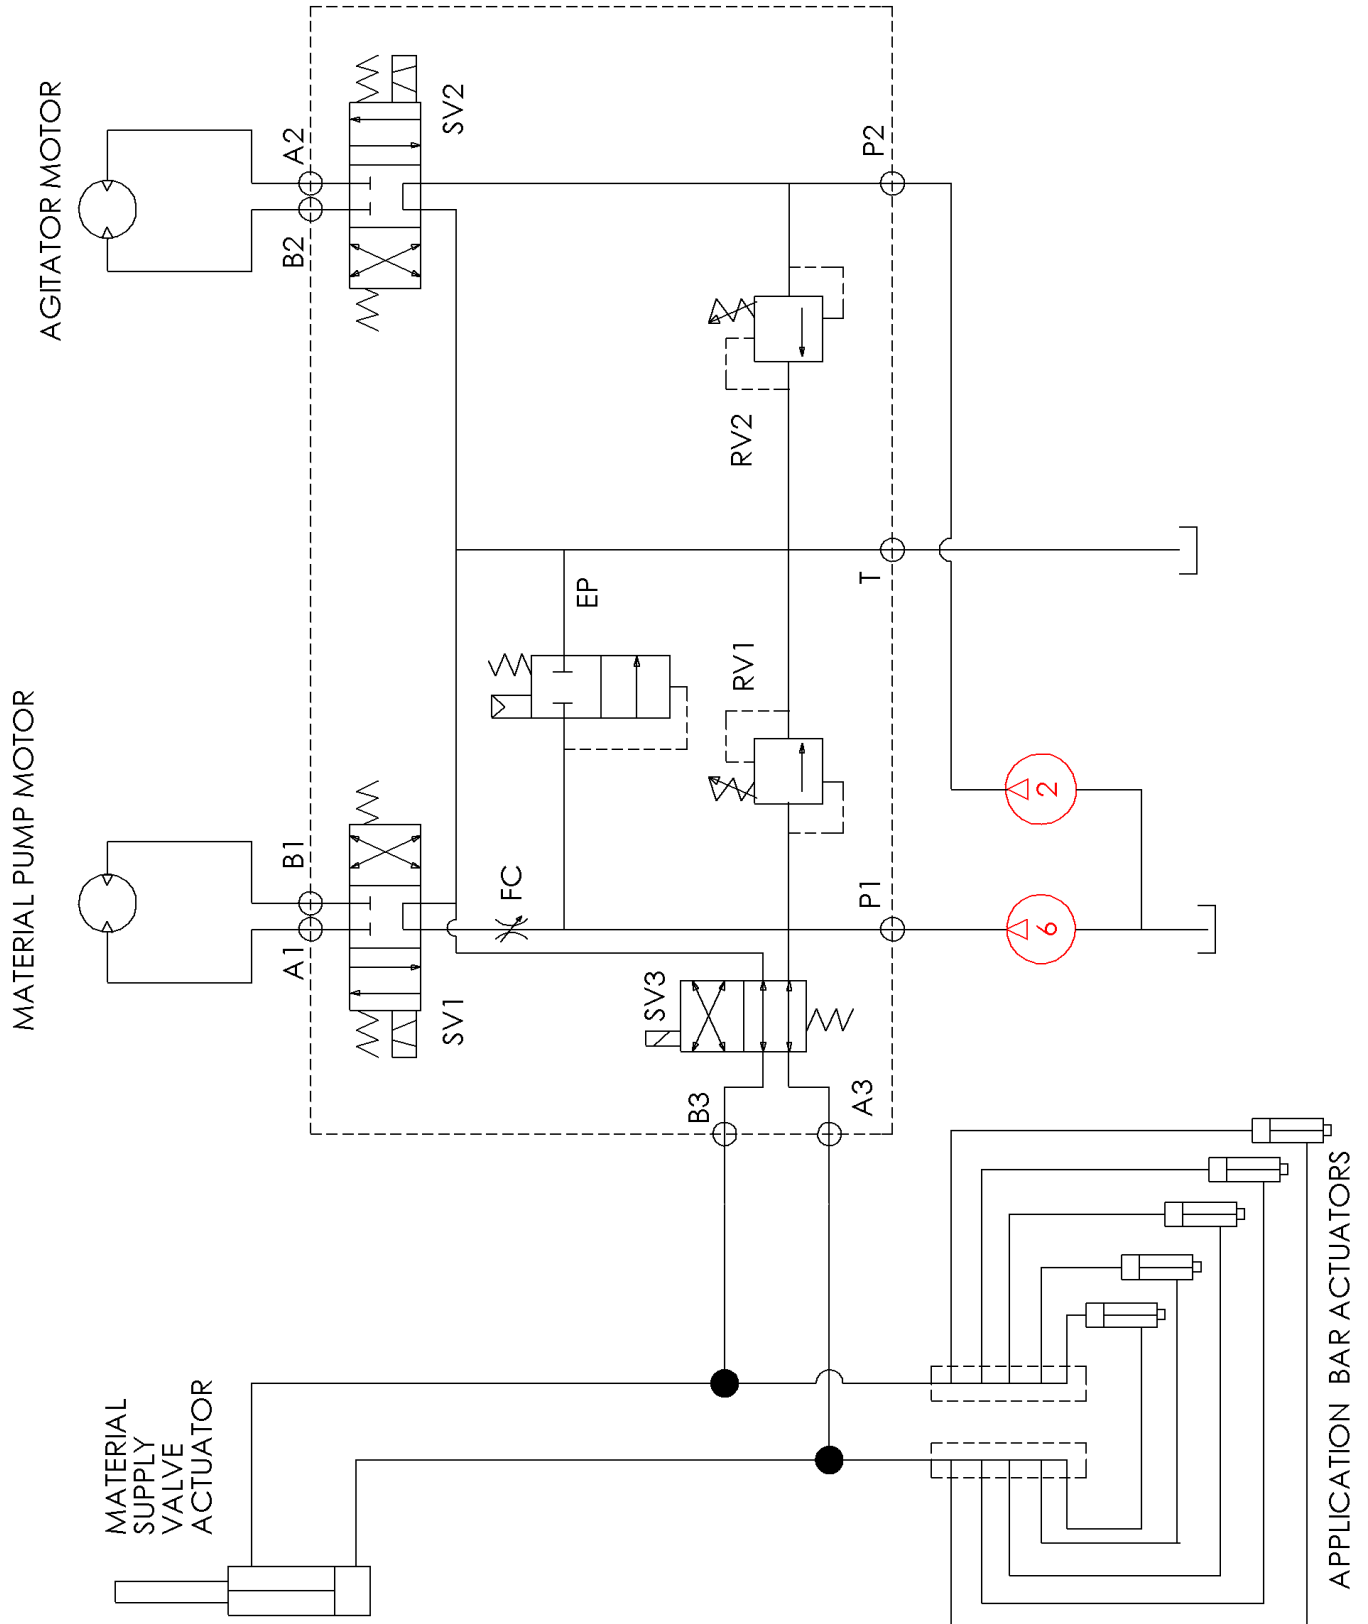 MATERIAL
SUPPLY
VALVE
ACTUATOR
MATERIAL PUMP MOTOR
AGITATOR MOTOR
A1
B1
B2
A2
SV1
SV2
FC
EP
SV3
RV1
RV2
B3
A3
P1
T
P2
6
2
APPLICATION BAR ACTUATORS